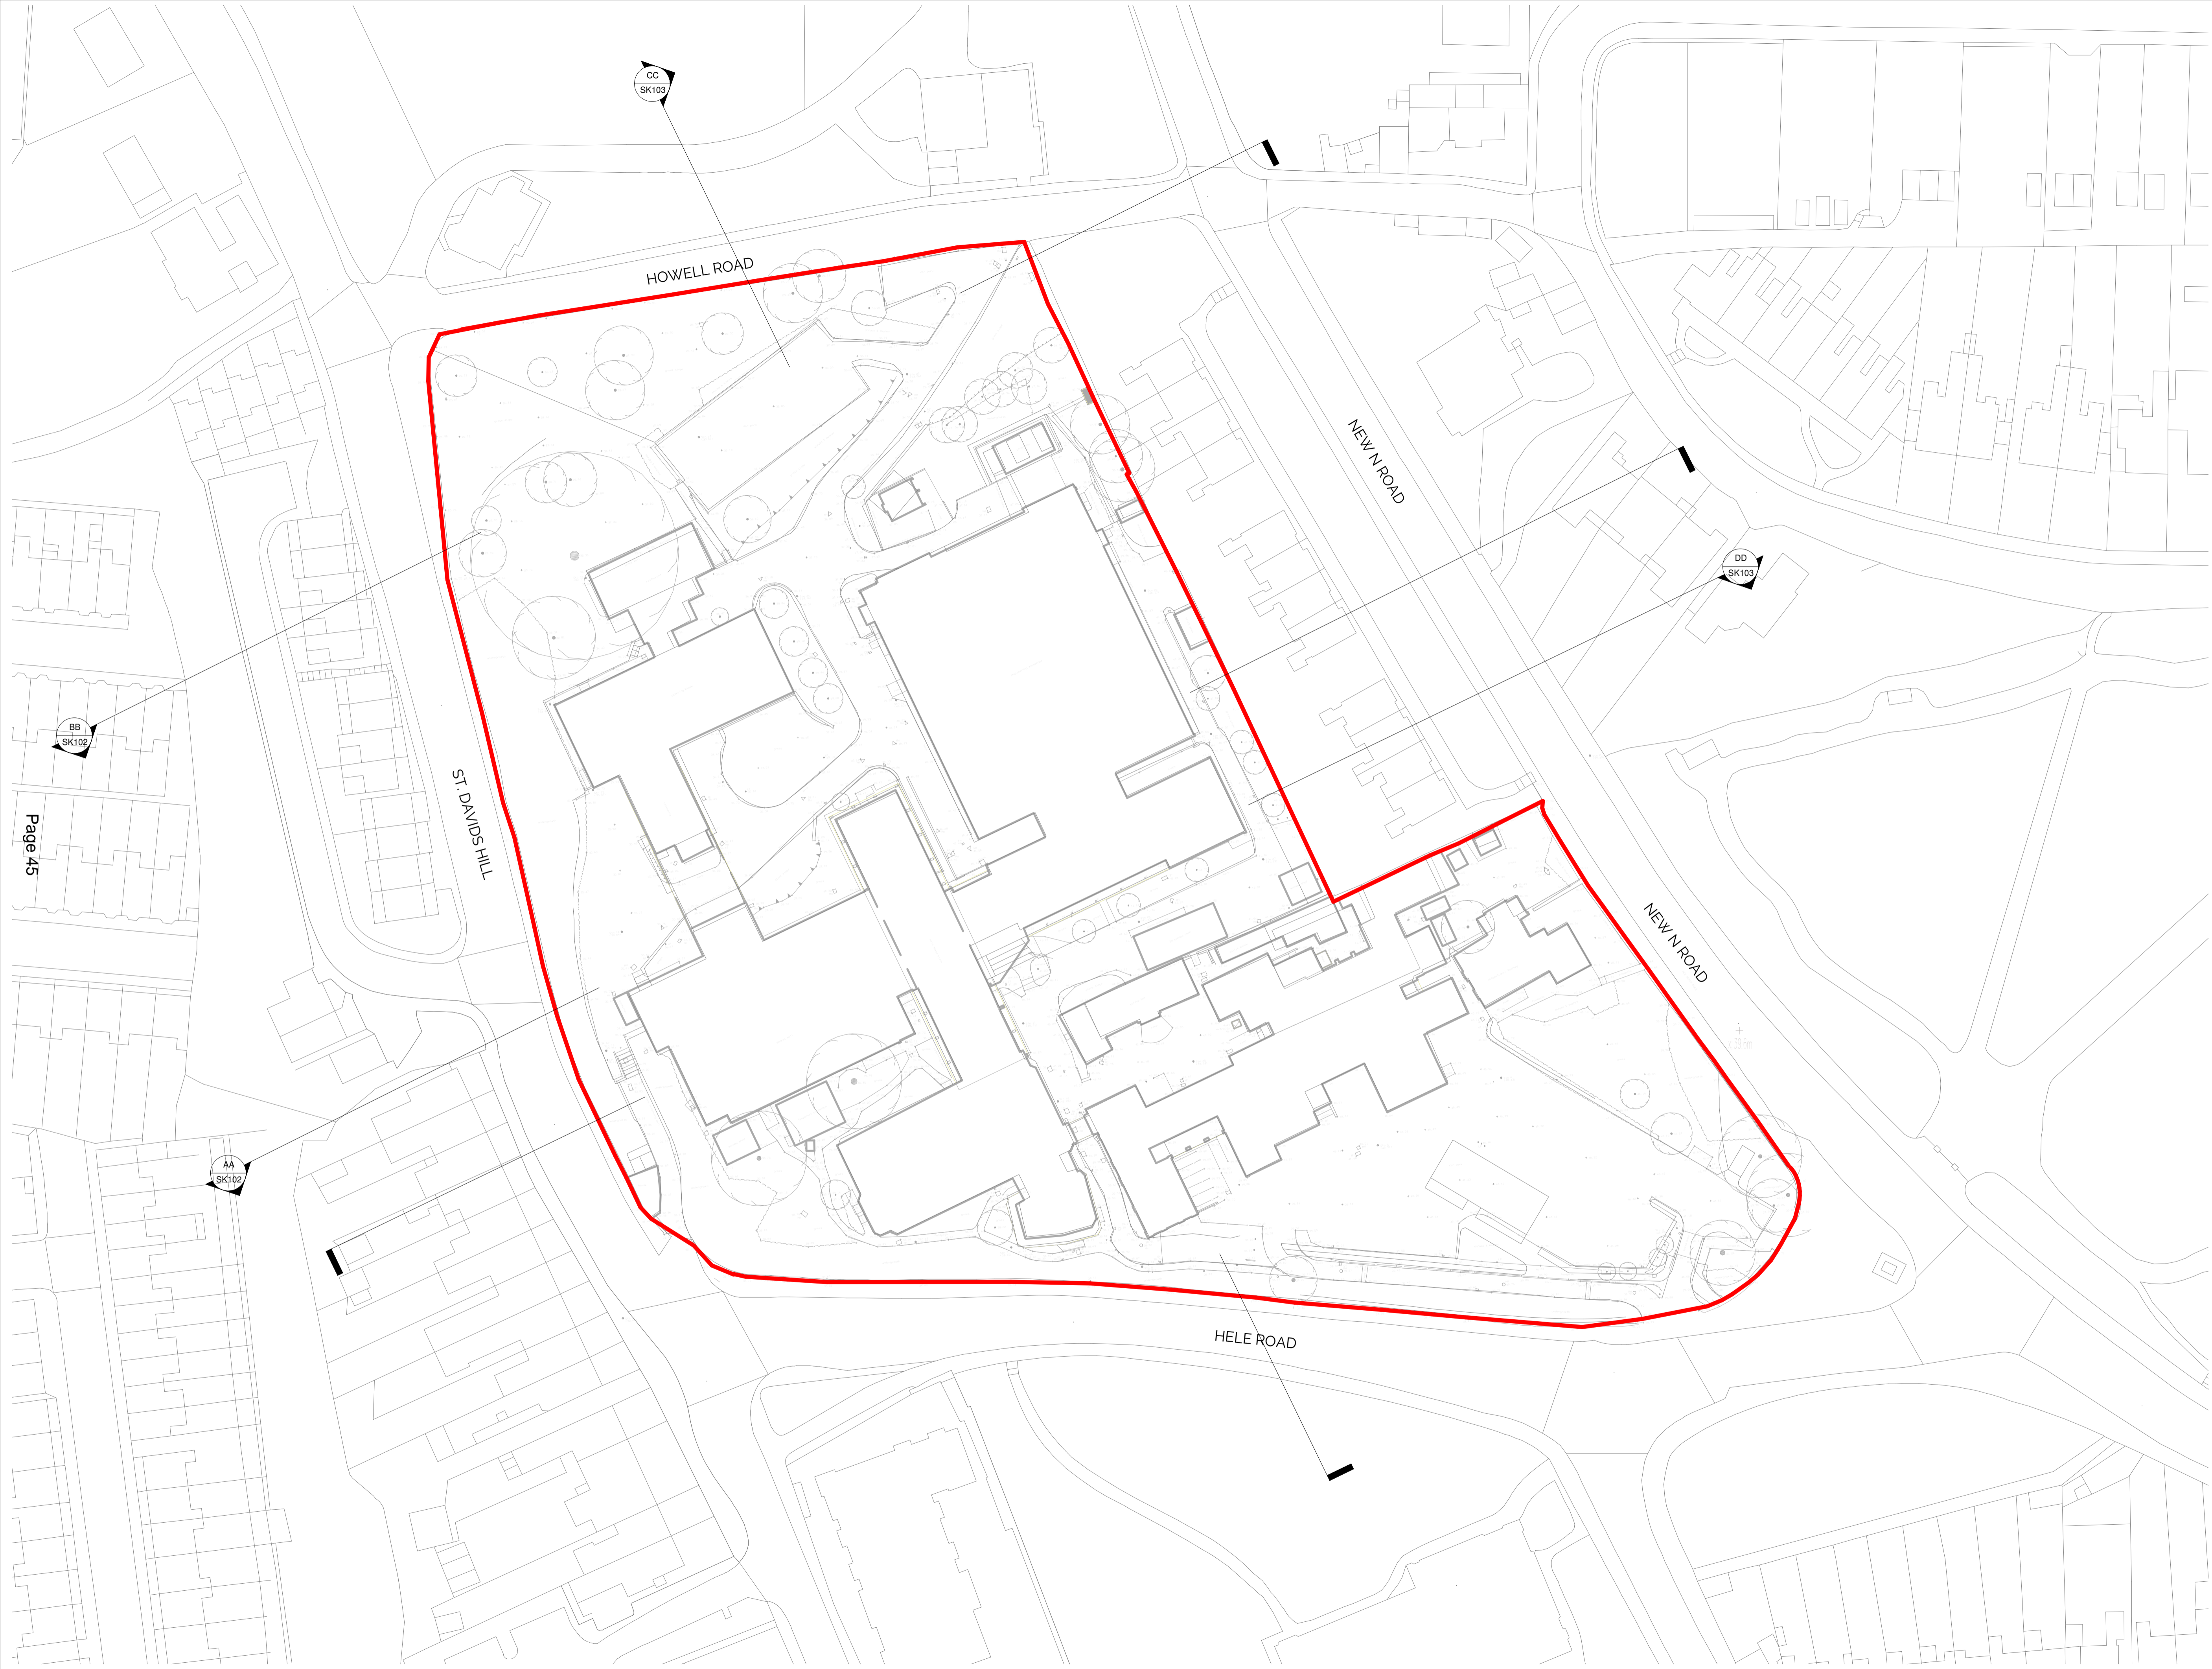 CC
SK103
HOWELL ROAD
NEW N ROAD
DD
SK103
BB
SK102
ST. DAVIDS HILL
Page 45
NEW N ROAD
AA
SK102
HELE ROAD